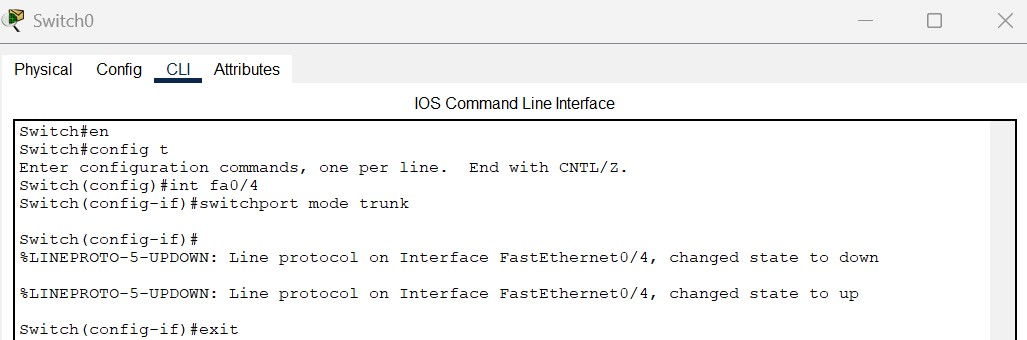 Switch0
Physical Config CLI Attributes
IOS Command Line Interface
Switch#en
Switch#config t
Enter configuration commands, one per line.  End with CNTL/Z.
Switch(config)#int fa0/4
Switch(config-if)#switchport mode trunk
Switch(config-if)#
%LINEPROTO-5-UPDOWN: Line protocol on Interface FastEthernet0/4, changed state to down
%LINEPROTO-5-UPDOWN: Line protocol on Interface FastEthernet0/4, changed state to up
Switch(config-if)#exit